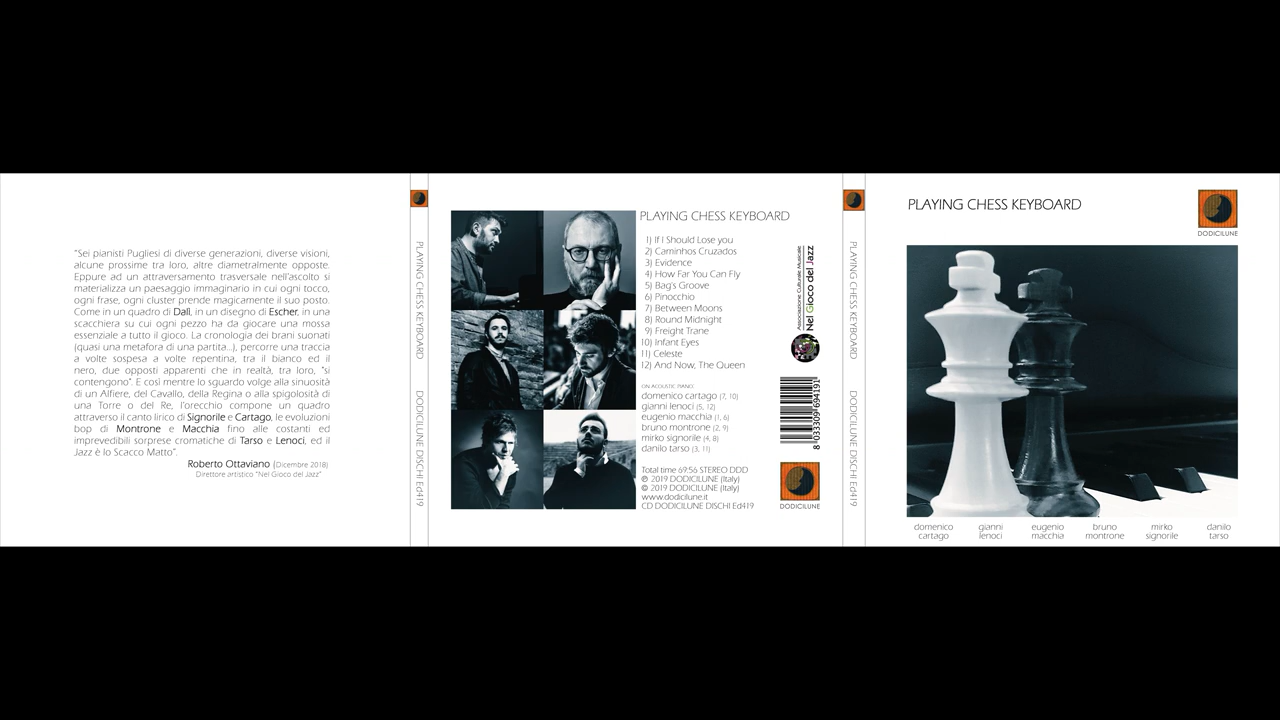 "Sei pianisti Pugliesi di diverse generazioni, diverse visioni,
alcune prossime tra loro, altre diametralmente opposte.
Eppure ad un attraversamento trasversale nell'ascolto si
materializza un paesaggio immaginario in cui ogni tocco,
ogni frase, ogni cluster prende magicamente il suo posto.
Come in un quadro di Dalì, in un disegno di Escher, in una
scacchiera su cui ogni pezzo ha da giocare una mossa
essenziale a tutto il gioco. La cronologia dei brani suonati
(quasi una metafora di una partita...), percorre una traccia
a volte sospesa a volte repentina, tra il bianco ed il
nero, due opposti apparenti che in realtà, tra loro, "si
contengono". E così mentre lo sguardo volge alla sinuosità
di un Alfiere, del Cavallo, della Regina o alla spigolosità di
una Torre o del Re, l'orecchio compone un quadro
attraverso il canto lirico di Signorile e Cartago, le evoluzioni
bop di Montrone e Macchia fino alle costanti ed
imprevedibili sorprese cromatiche di Tarso e Lenoci, ed il
Jazz è lo Scacco Matto".
Roberto Ottaviano (Dicembre 2018)
Direttore artistico "Nel Gioco del Jazz"
PLAYING CHESS KEYBOARD
DODICILUNE DISCHI Ed419
PLAYING CHESS KEYBOARD
1) If I Should Lose you
2) Caminhos Cruzados
3) Evidence
4) How Far You Can Fly
5) Bag's Groove
6) Pinocchio
7) Between Moons
8) Round Midnight
9) Freight Trane
10) Infant Eyes
11) Celeste
12) And Now, The Queen
ON ACOUSTIC PIANO:
domenico cartago (7, 10)
gianni lenoci (5, 12)
eugenio macchia (1, 6)
bruno montrone (2, 9)
mirko signorile (4, 8)
danilo tarso (3, 11)
Total time 69:56 STEREO DDD
℗ 2019 DODICILUNE (Italy)
© 2019 DODICILUNE (Italy)
www.dodicilune.it
CD DODICILUNE DISCHI Ed419
Associazione Culturale Musicale
Nel Gioco del Jazz
8 033309 694191
DODICILUNE
PLAYING CHESS KEYBOARD
DODICILUNE DISCHI Ed419
PLAYING CHESS KEYBOARD
DODICILUNE
domenico cartago
gianni lenoci
eugenio macchia
bruno montrone
mirko signorile
danilo tarso